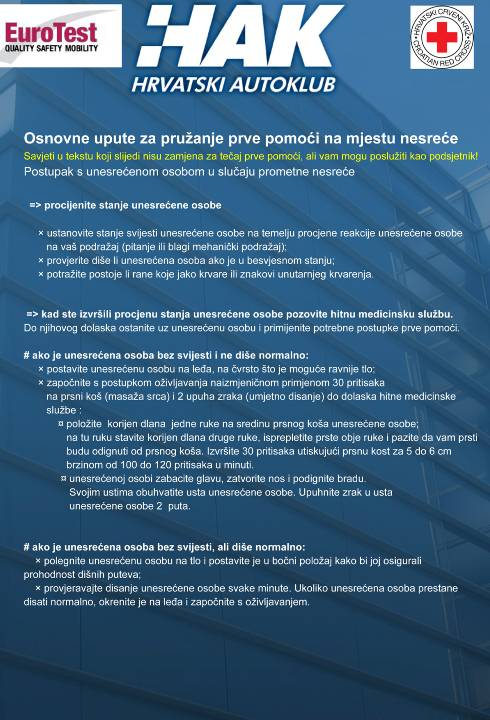 EuroTest
QUALITY SAFETY MOBILITY
HAK
HRVATSKI AUTOKLUB
HRVATSKI CRVENI KRIŽ
CROATIAN RED CROSS
Osnovne upute za pružanje prve pomoći na mjestu nesreće
Savjeti u tekstu koji slijedi nisu zamjena za tečaj prve pomoći, ali vam mogu poslužiti kao podsjetnik!
Postupak s unesrećenom osobom u slučaju prometne nesreće
=> procijenite stanje unesrećene osobe
× ustanovite stanje svijesti unesrećene osobe na temelju procjene reakcije unesrećene osobe
na vaš podražaj (pitanje ili blagi mehanički podražaj);
× provjerite diše li unesrećena osoba ako je u besvjesnom stanju;
× potražite postoje li rane koje jako krvare ili znakovi unutarnjeg krvarenja.
=> kad ste izvršili procjenu stanja unesrećene osobe pozovite hitnu medicinsku službu.
Do njihovog dolaska ostanite uz unesrećenu osobu i primijenite potrebne postupke prve pomoći.
# ako je unesrećena osoba bez svijesti i ne diše normalno:
× postavite unesrećenu osobu na leđa, na čvrsto što je moguće ravnije tlo;
× započnite s postupkom oživljavanja naizmjeničnom primjenom 30 pritisaka
na prsni koš (masaža srca) i 2 upuha zraka (umjetno disanje) do dolaska hitne medicinske
službe :
¤ položite korijen dlana jedne ruke na sredinu prsnog koša unesrećene osobe;
na tu ruku stavite korijen dlana druge ruke, isprepletite prste obje ruke i pazite da vam prsti
budu odignuti od prsnog koša. Izvršite 30 pritisaka utiskujući prsnu kost za 5 do 6 cm
brzinom od 100 do 120 pritisaka u minuti.
¤ unesrećenoj osobi zabacite glavu, zatvorite nos i podignite bradu.
Svojim ustima obuhvatite usta unesrećene osobe. Upuhnite zrak u usta
unesrećene osobe 2 puta.
# ako je unesrećena osoba bez svijesti, ali diše normalno:
× polegnite unesrećenu osobu na tlo i postavite je u bočni položaj kako bi joj osigurali
prohodnost dišnih puteva;
× provjeravajte disanje unesrećene osobe svake minute. Ukoliko unesrećena osoba prestane
disati normalno, okrenite je na leđa i započnite s oživljavanjem.